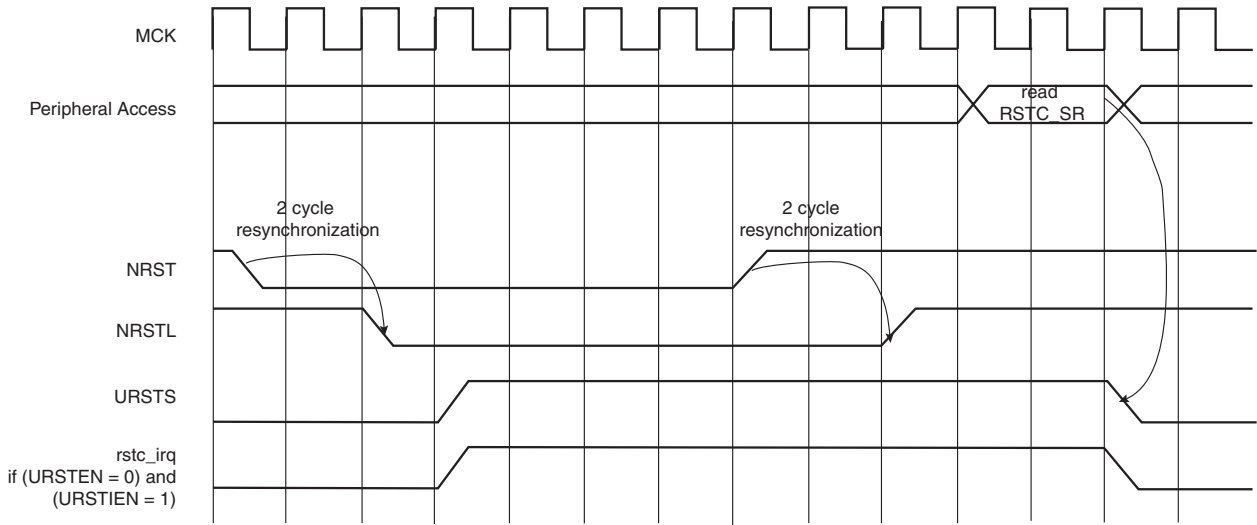 MCK
Peripheral Access
read
RSTC_SR
2 cycle
resynchronization
2 cycle
resynchronization
NRST
NRSTL
URSTS
rstc_irq
if (URSTEN = 0) and
(URSTIEN = 1)